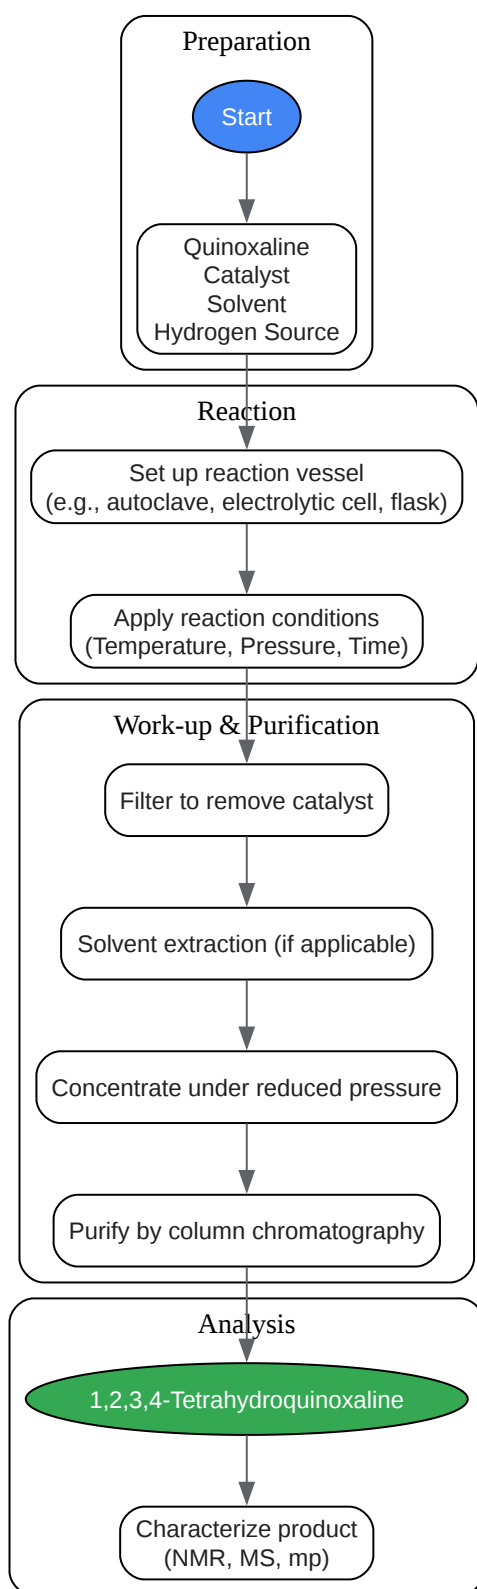 Preparation
Start
Quinoxaline
Catalyst
Solvent
Hydrogen Source
Reaction
Set up reaction vessel
(e.g., autoclave, electrolytic cell, flask)
Apply reaction conditions
(Temperature, Pressure, Time)
Work-up & Purification
Filter to remove catalyst
Solvent extraction (if applicable)
Concentrate under reduced pressure
Purify by column chromatography
Analysis
1,2,3,4-Tetrahydroquinoxaline
Characterize product
(NMR, MS, mp)